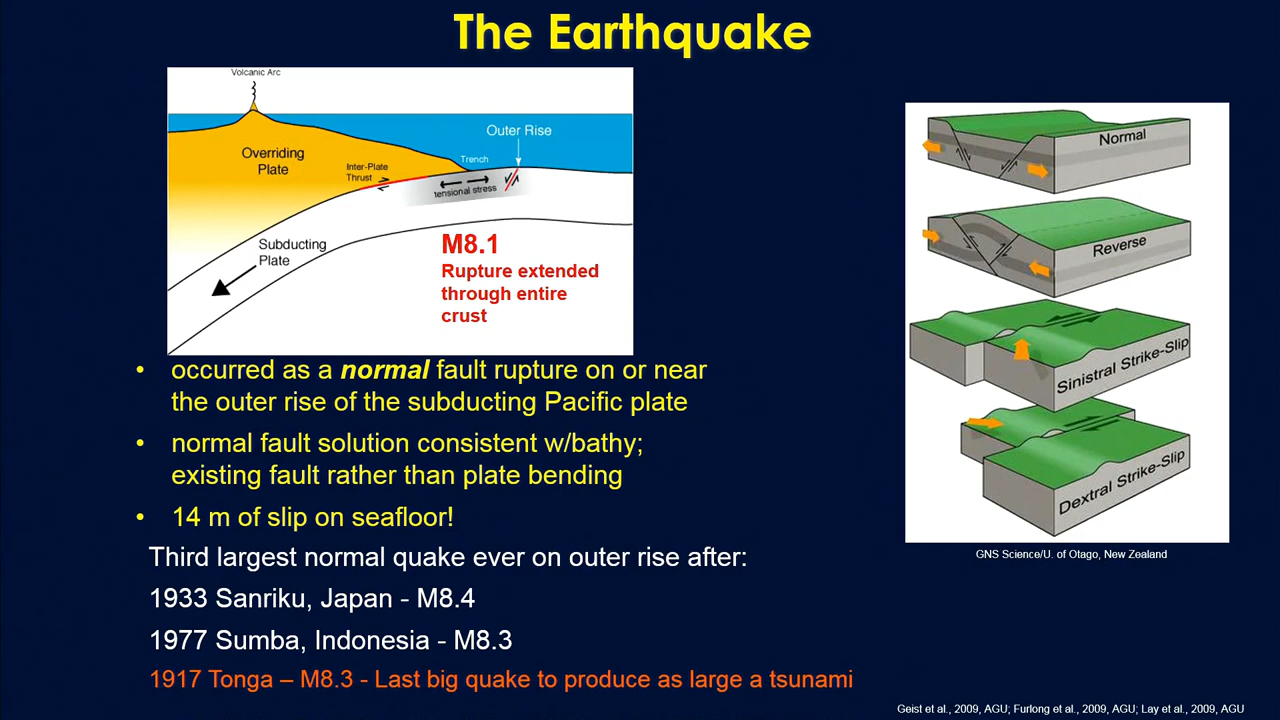 The Earthquake
Volcanic Arc
Outer Rise
Overriding
Plate
Trench
Inter-Plate
Thrust
tensional stress
Subducting
Plate
M8.1
Rupture extended
through entire
crust
Normal
Reverse
Sinistral Strike-Slip
Dextral Strike-Slip
GNS Science/U. of Otago, New Zealand
• occurred as a normal fault rupture on or near
the outer rise of the subducting Pacific plate
• normal fault solution consistent w/bathy;
existing fault rather than plate bending
• 14 m of slip on seafloor!
Third largest normal quake ever on outer rise after:
1933 Sanriku, Japan - M8.4
1977 Sumba, Indonesia - M8.3
1917 Tonga – M8.3 - Last big quake to produce as large a tsunami
Geist et al., 2009, AGU; Furlong et al., 2009, AGU; Lay et al., 2009, AGU